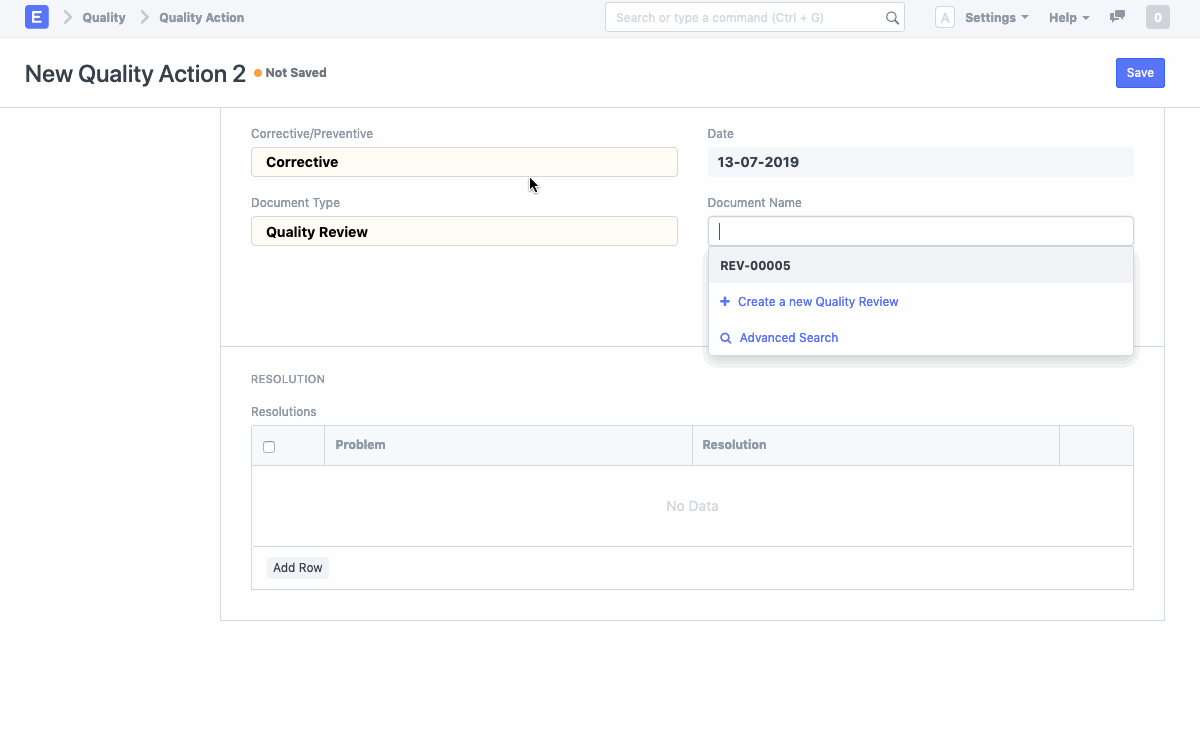 E Quality Quality Action Search or type a command (Ctrl + G) A Settings Help 0
New Quality Action 2 Not Saved Save
Corrective/Preventive Date
Corrective 13-07-2019
Document Type Document Name
Quality Review
REV-00005
Create a new Quality Review
Advanced Search
RESOLUTION
Resolutions
Problem Resolution
No Data
Add Row